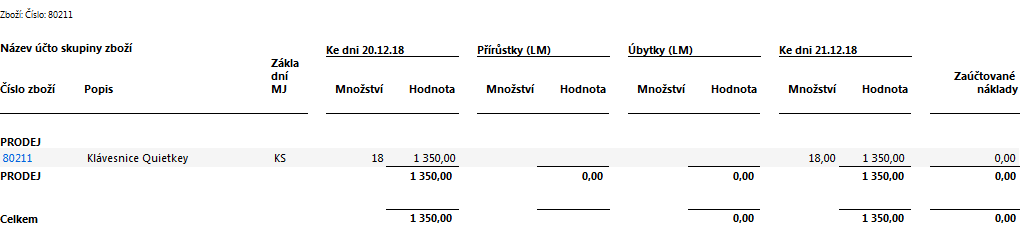 Zboží: Číslo: 80211
Název účto skupiny zboží Ke dni 20.12.18 Přírůstky (LM) Úbytky (LM) Ke dni 21.12.18
Číslo zboží Popis Základní MJ Množství Hodnota Množství Hodnota Množství Hodnota Množství Hodnota Zaúčtované náklady
PRODEJ
80211 Klávesnice Quietkey KS 18 1 350,00 18,00 1 350,00 0,00
PRODEJ 1 350,00 0,00 0,00 1 350,00 0,00
Celkem 1 350,00 0,00 1 350,00 0,00